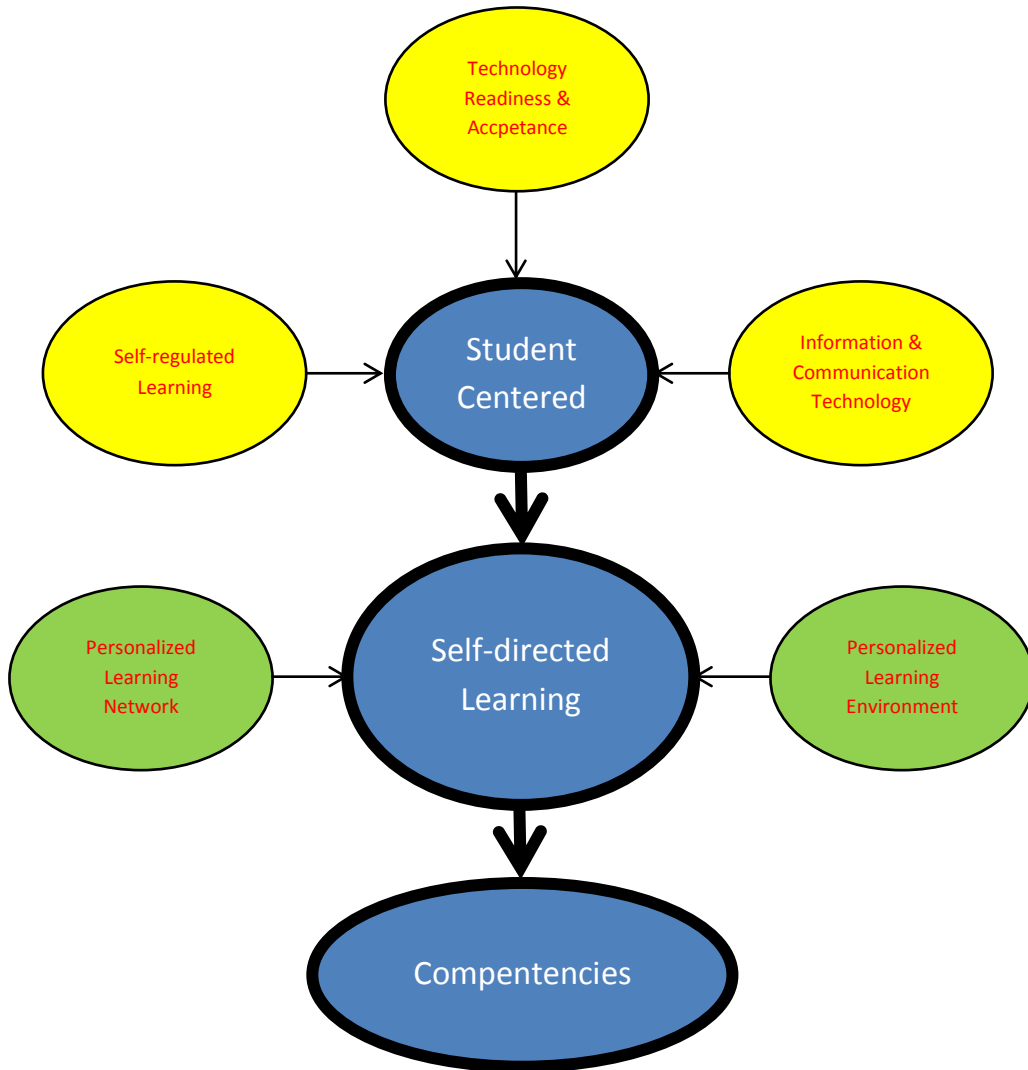 Technology
Readiness &
Accpetance
Self-regulated
Learning
Student
Centered
Information &
Communication
Technology
Personalized
Learning
Network
Self-directed
Learning
Personalized
Learning
Environment
Compentencies